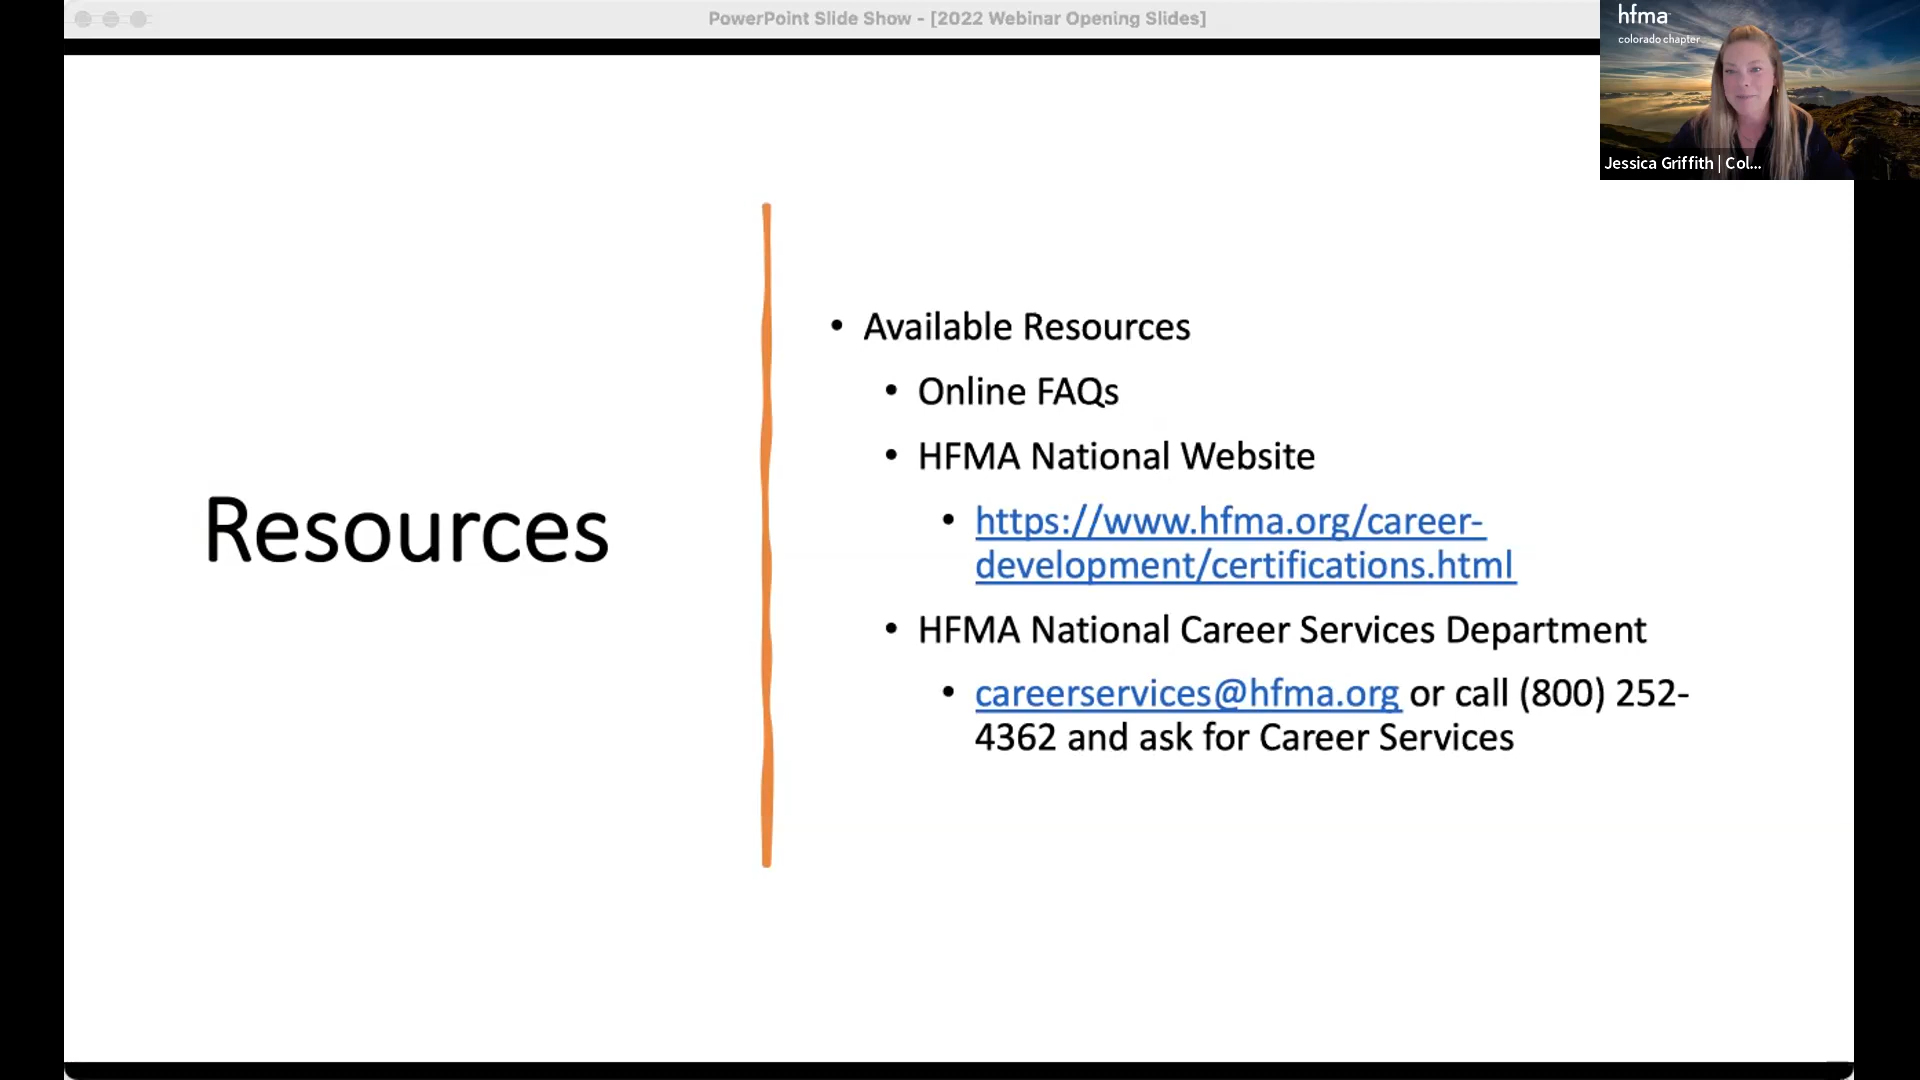 PowerPoint Slide Show - [2022 Webinar Opening Slides]
hfma
colorado chapter
Jessica Griffith | Col...
Resources
• Available Resources
• Online FAQs
• HFMA National Website
• https://www.hfma.org/career-
development/certifications.html
• HFMA National Career Services Department
• careerservices@hfma.org or call (800) 252-
4362 and ask for Career Services